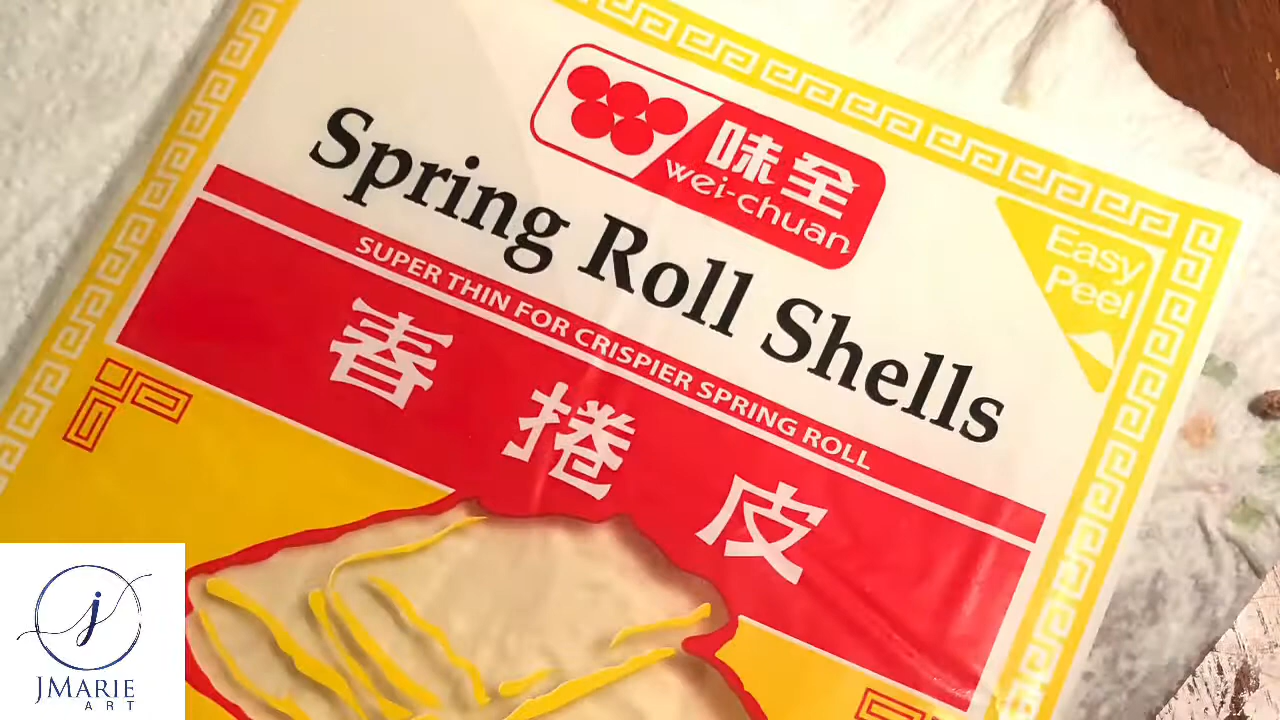 味全
wei-chuan
Spring Roll Shells
Easy
Peel
SUPER THIN FOR CRISPIER SPRING ROLL
春捲皮
j
JMARIE
ART